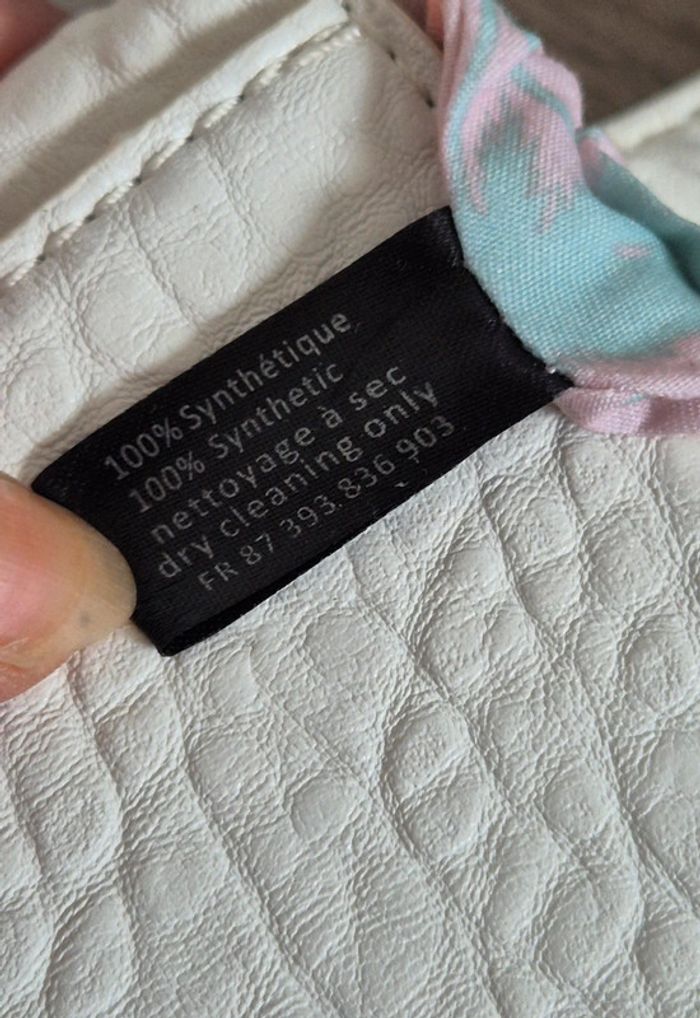 100% Synthétique
100% Synthetic
nettoyage à sec
dry cleaning only
FR 87 393 836 903